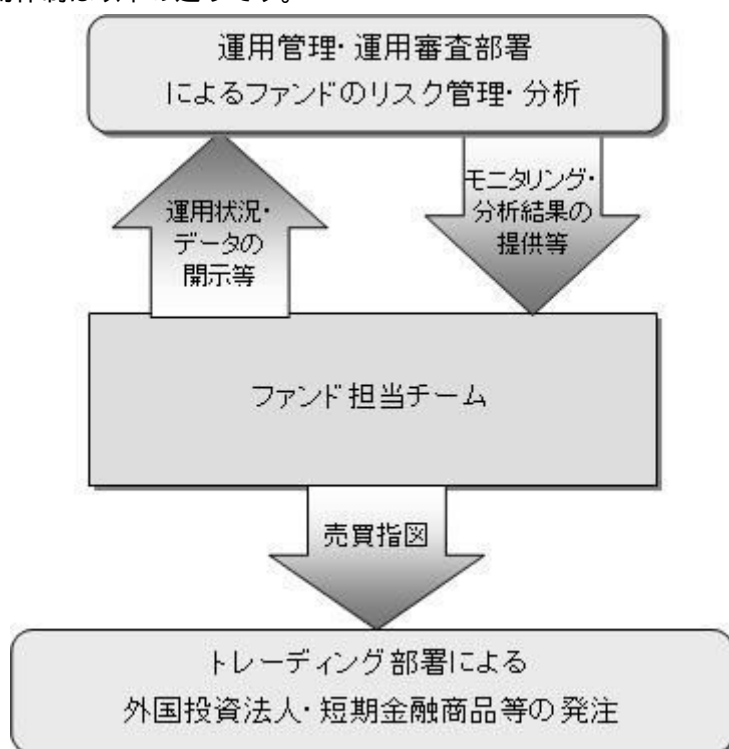 運用管理・運用審査部署
によるファンドのリスク管理・分析
運用状況・
データの
開示等
モニタリング・
分析結果の
提供等
ファンド担当チーム
売買指図
トレーディング部署による
外国投資法人・短期金融商品等の発注